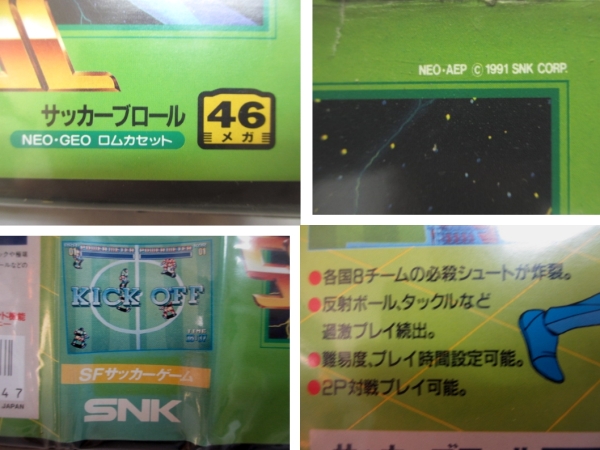 サッカーブロール
46
メガ
NEO・GEO ロムカセット
NEO・AEP © 1991 SNK CORP.
KICK OFF
SFサッカーゲーム
SNK
47
JAPAN
●各国8チームの必殺シュートが炸裂。
●反射ボール、タックルなど
過激プレイ続出。
●難易度、プレイ時間設定可能。
●2P対戦プレイ可能。